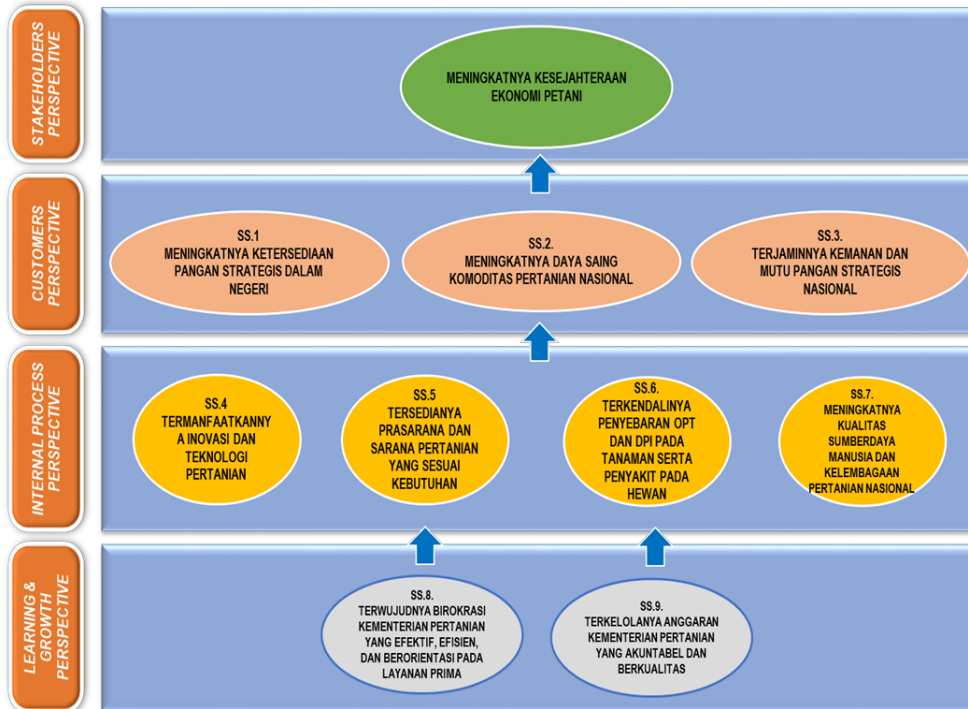 STAKEHOLDERS
PERSPECTIVE
MENINGKATNYA KESEJAHTERAAN
EKONOMI PETANI
CUSTOMERS
PERSPECTIVE
SS.1
MENINGKATNYA KETERSEDIAAN
PANGAN STRATEGIS DALAM
NEGERI
SS.2.
MENINGKATNYA DAYA SAING
KOMODITAS PERTANIAN NASIONAL
SS.3.
TERJAMINNYA KEMANAN DAN
MUTU PANGAN STRATEGIS
NASIONAL
INTERNAL PROCESS
PERSPECTIVE
SS.4
TERMANFAATKANNY
A INOVASI DAN
TEKNOLOGI
PERTANIAN
SS.5
TERSEDIANYA
PRASARANA DAN
SARANA PERTANIAN
YANG SESUAI
KEBUTUHAN
SS.6.
TERKENDALINYA
PENYEBARAN OPT
DAN DPI PADA
TANAMAN SERTA
PENYAKIT PADA
HEWAN
SS.7.
MENINGKATNYA
KUALITAS
SUMBERDAYA
MANUSIA DAN
KELEMBAGAAN
PERTANIAN NASIONAL
LEARNING &
GROWTH
PERSPECTIVE
SS.8.
TERWUJUDNYA BIROKRASI
KEMENTERIAN PERTANIAN
YANG EFEKTIF, EFISIEN,
DAN BERORIENTASI PADA
LAYANAN PRIMA
SS.9.
TERKELOLANYA ANGGARAN
KEMENTERIAN PERTANIAN
YANG AKUNTABEL DAN
BERKUALITAS